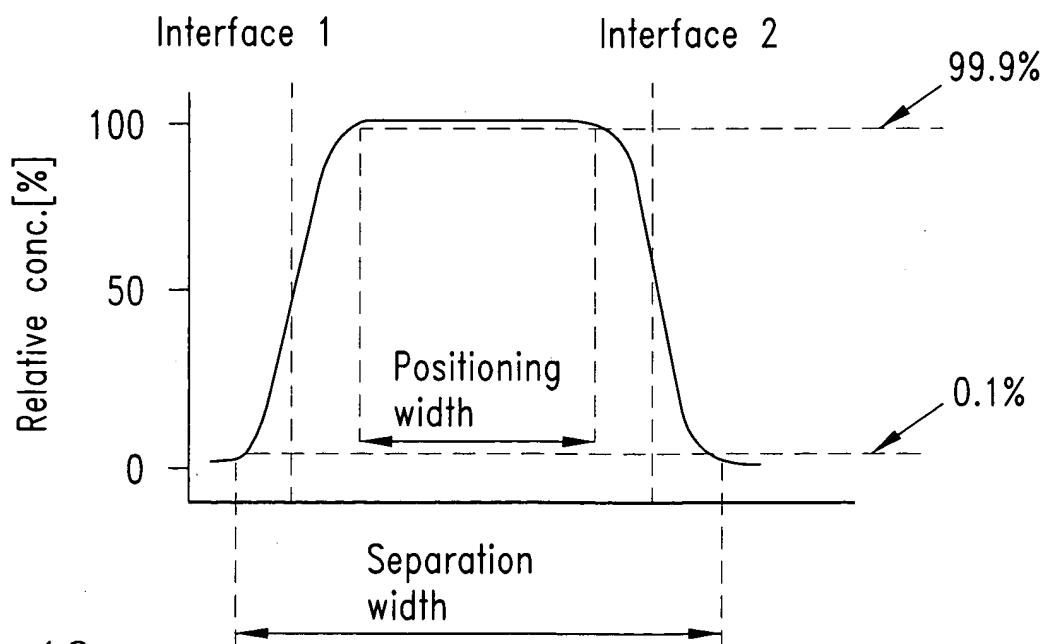 Interface 1
Interface 2
99.9%
100
Relative conc.[%]
50
Positioning
width
0.1%
0
Separation
width